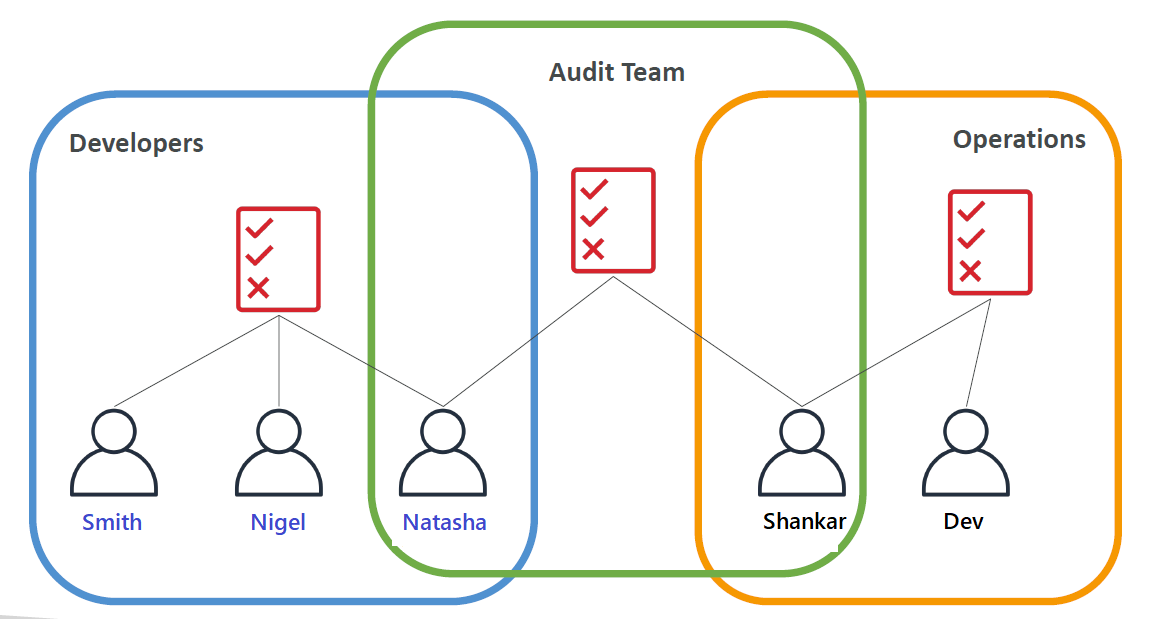 Audit Team
Developers
Operations
Smith
Nigel
Natasha
Shankar
Dev